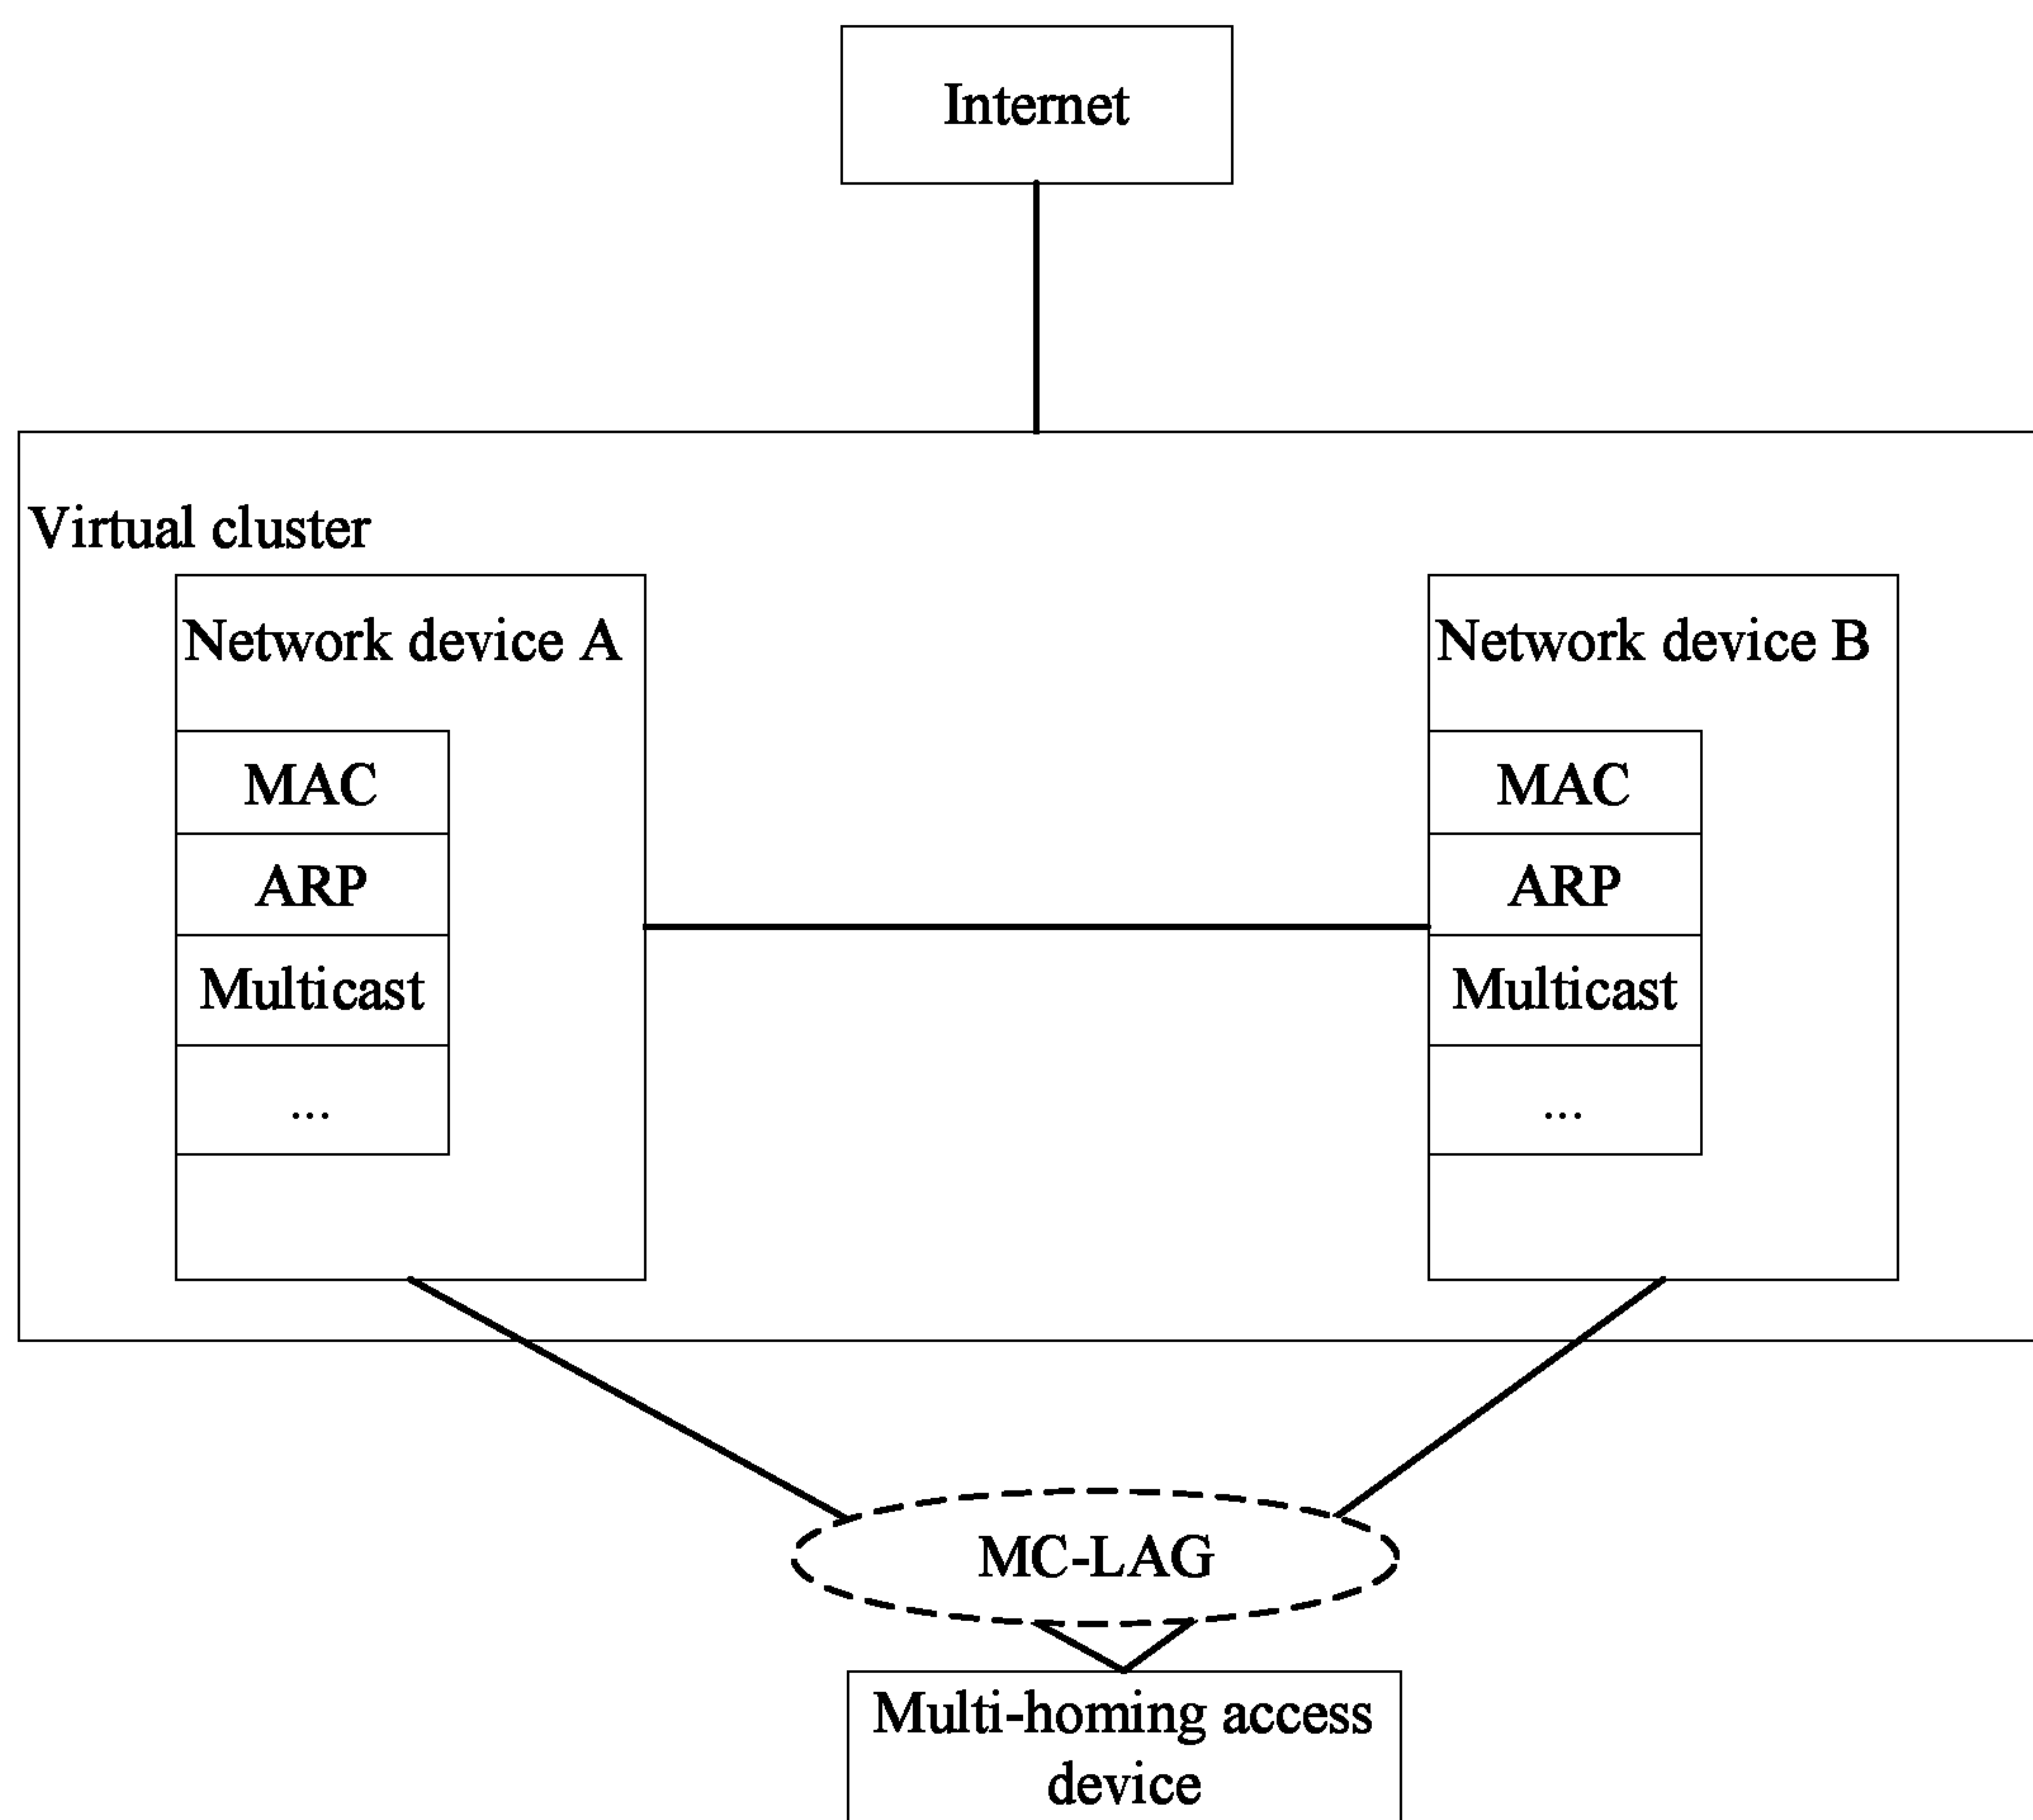 Internet
Virtual cluster
Network device A
MAC
ARP
Multicast
...
Network device B
MAC
ARP
Multicast
...
MC-LAG
Multi-homing access
device